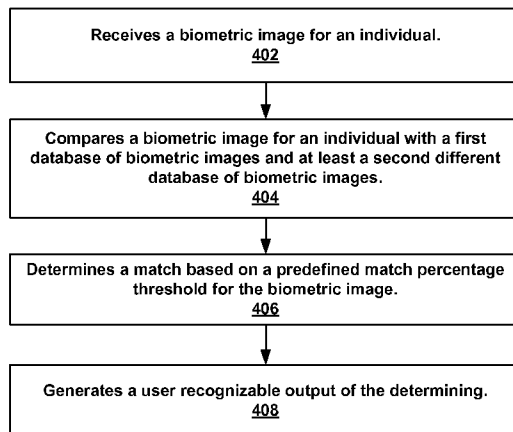 Receives a biometric image for an individual.
402
Compares a biometric image for an individual with a first
database of biometric images and at least a second different
database of biometric images.
404
Determines a match based on a predefined match percentage
threshold for the biometric image.
406
Generates a user recognizable output of the determining.
408